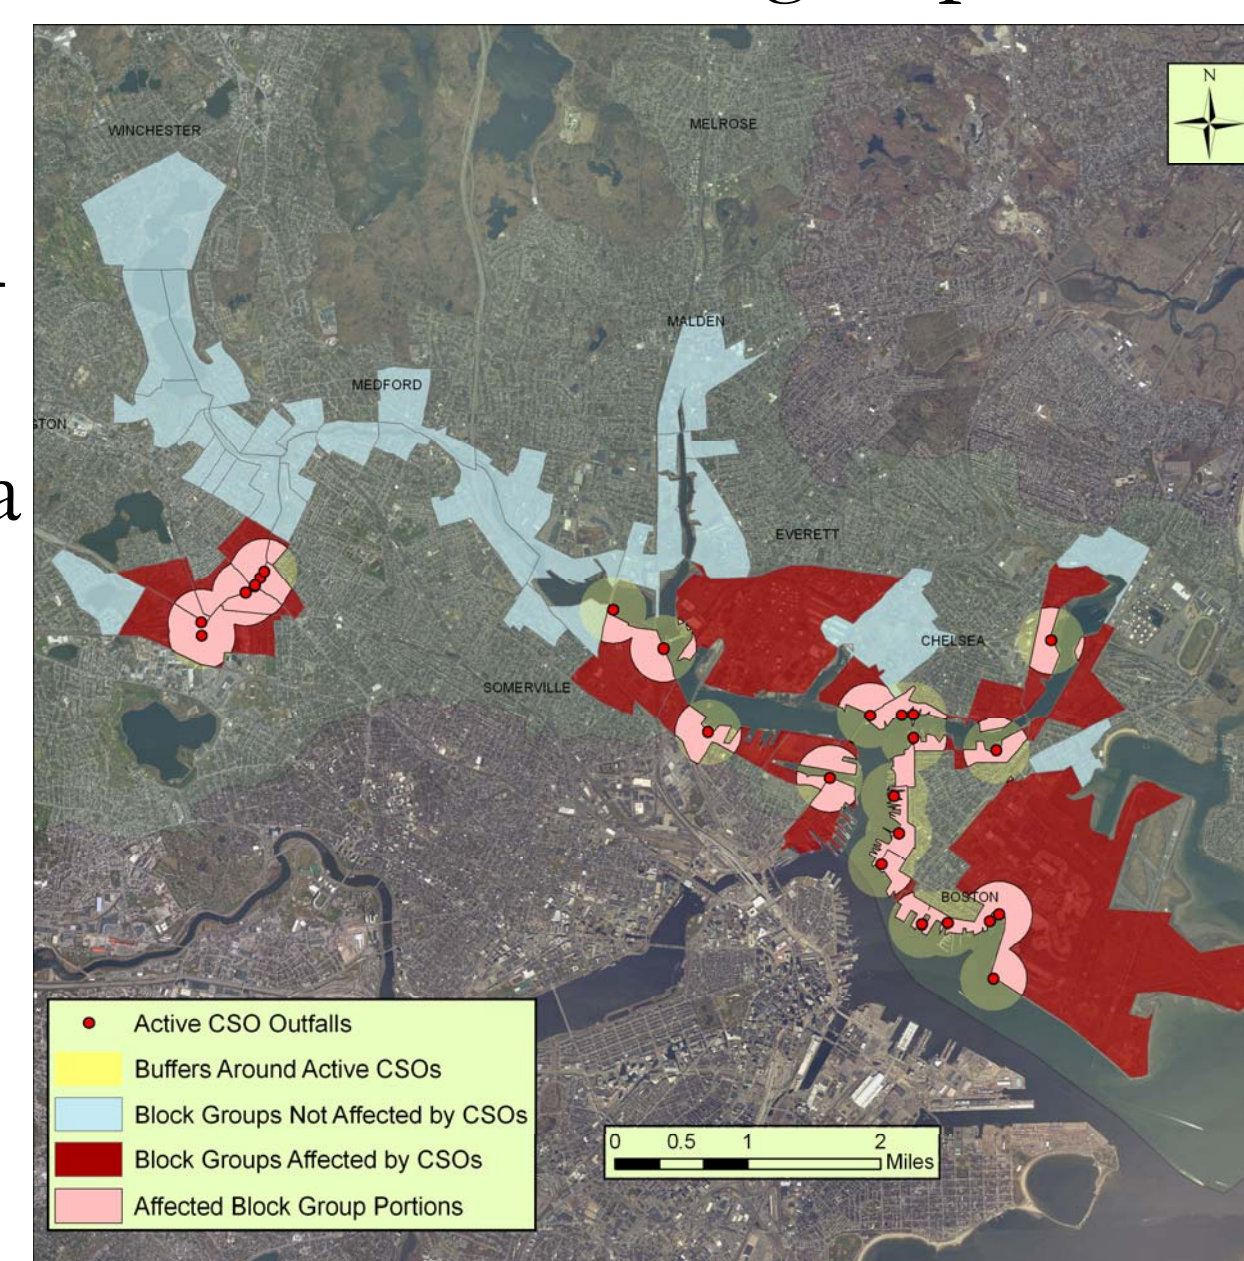 N
WINCHESTER
MELROSE
MALDEN
MEDFORD
STON
a
EVERETT
CHELSEA
SOMERVILLE
BOSTON
Active CSO Outfalls
Buffers Around Active CSOs
Block Groups Not Affected by CSOs
Block Groups Affected by CSOs
Affected Block Group Portions
0 0.5 1 2
Miles